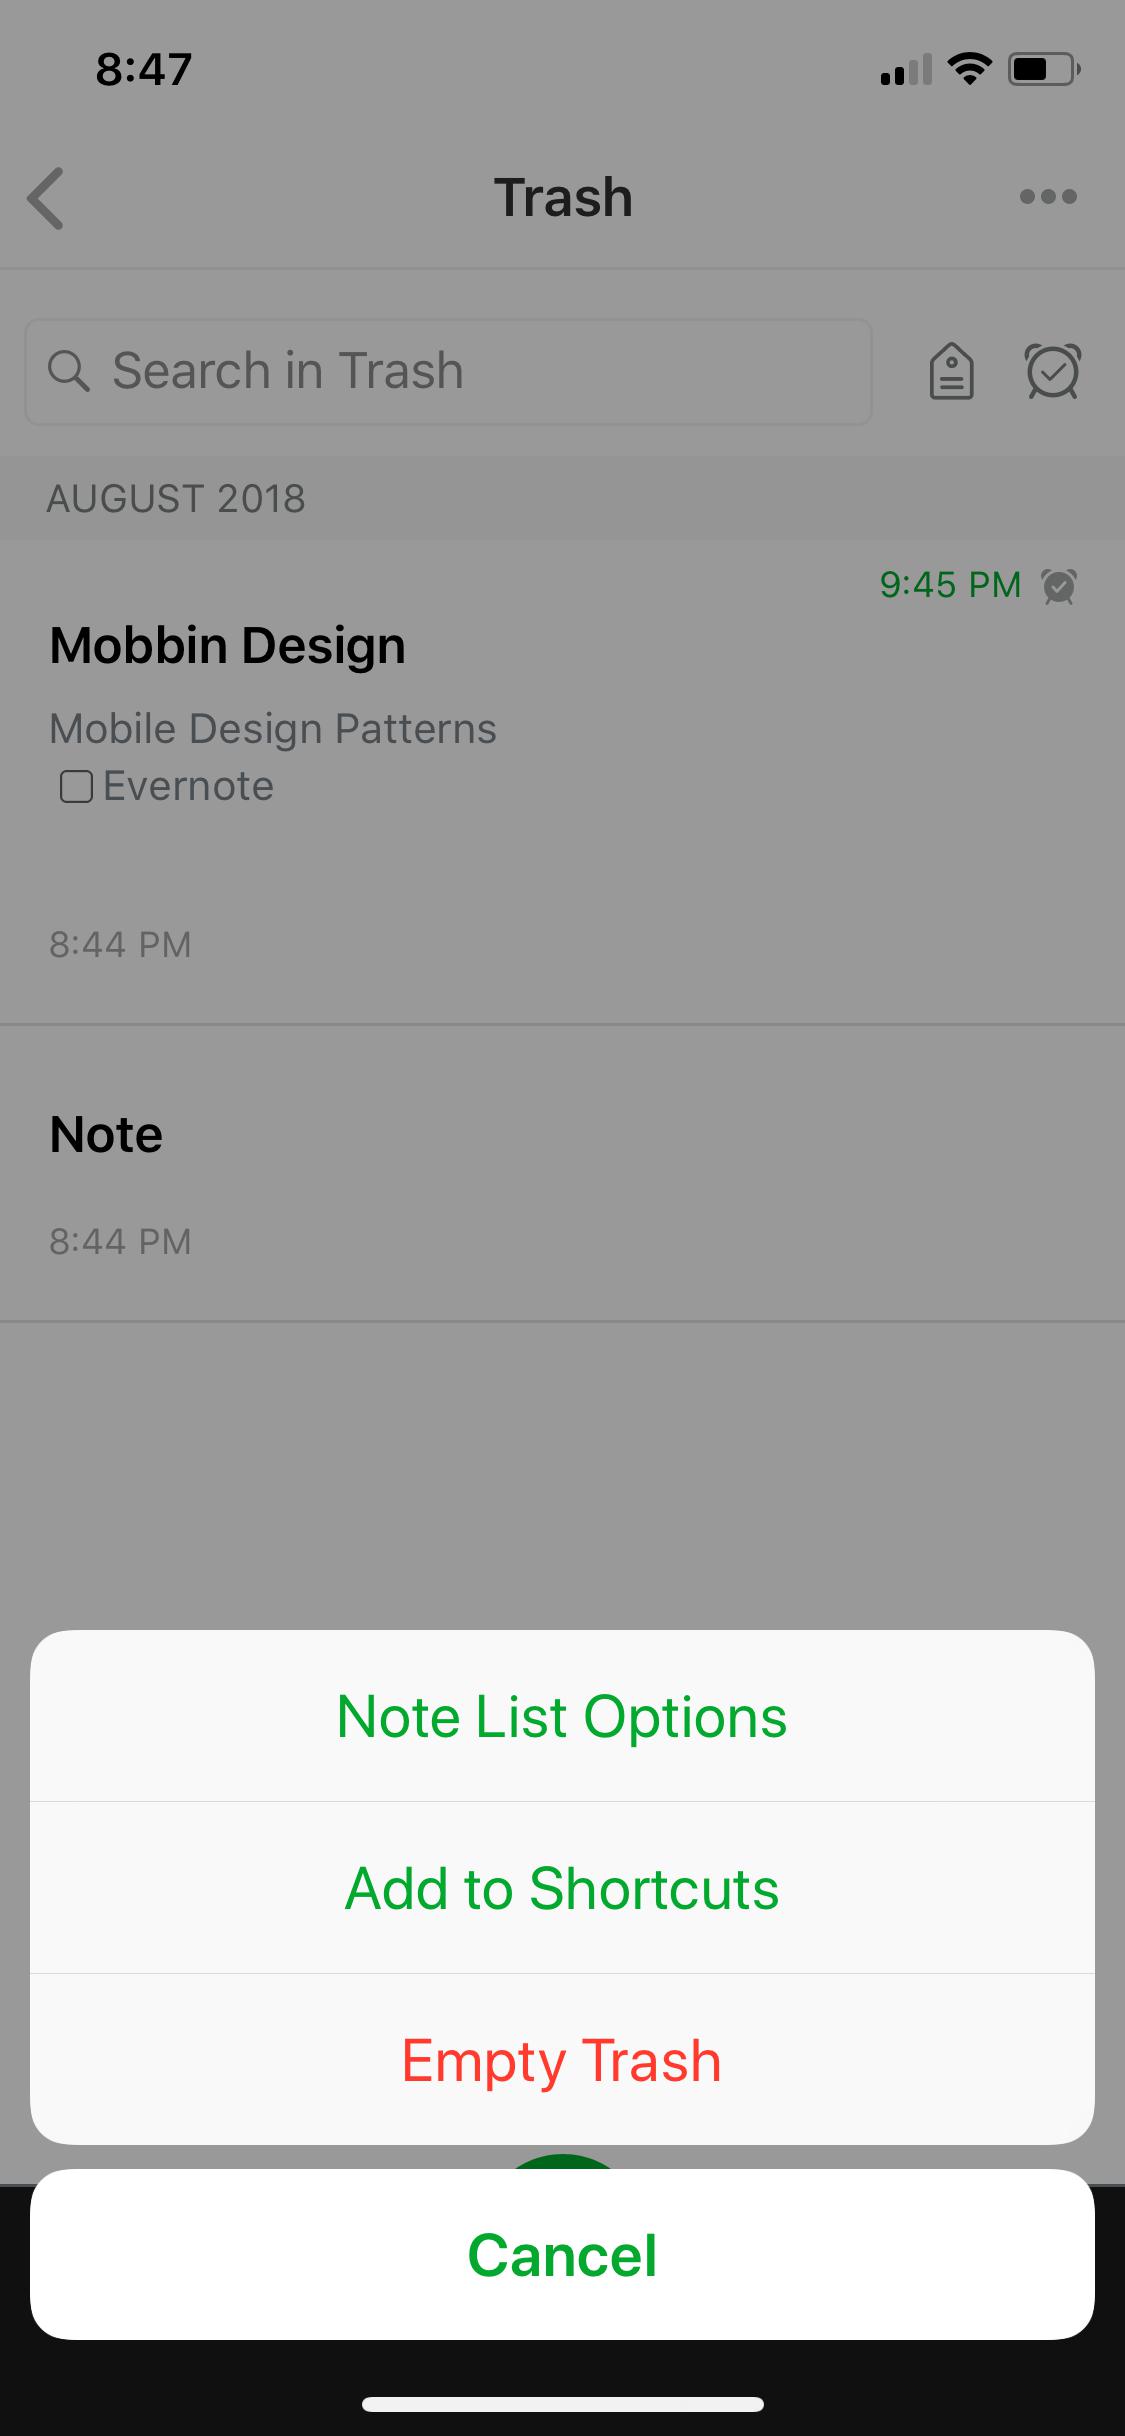 8:47
Trash
Search in Trash
AUGUST 2018
9:45 PM
Mobbin Design
Mobile Design Patterns
Evernote
8:44 PM
Note
8:44 PM
Note List Options
Add to Shortcuts
Empty Trash
Cancel